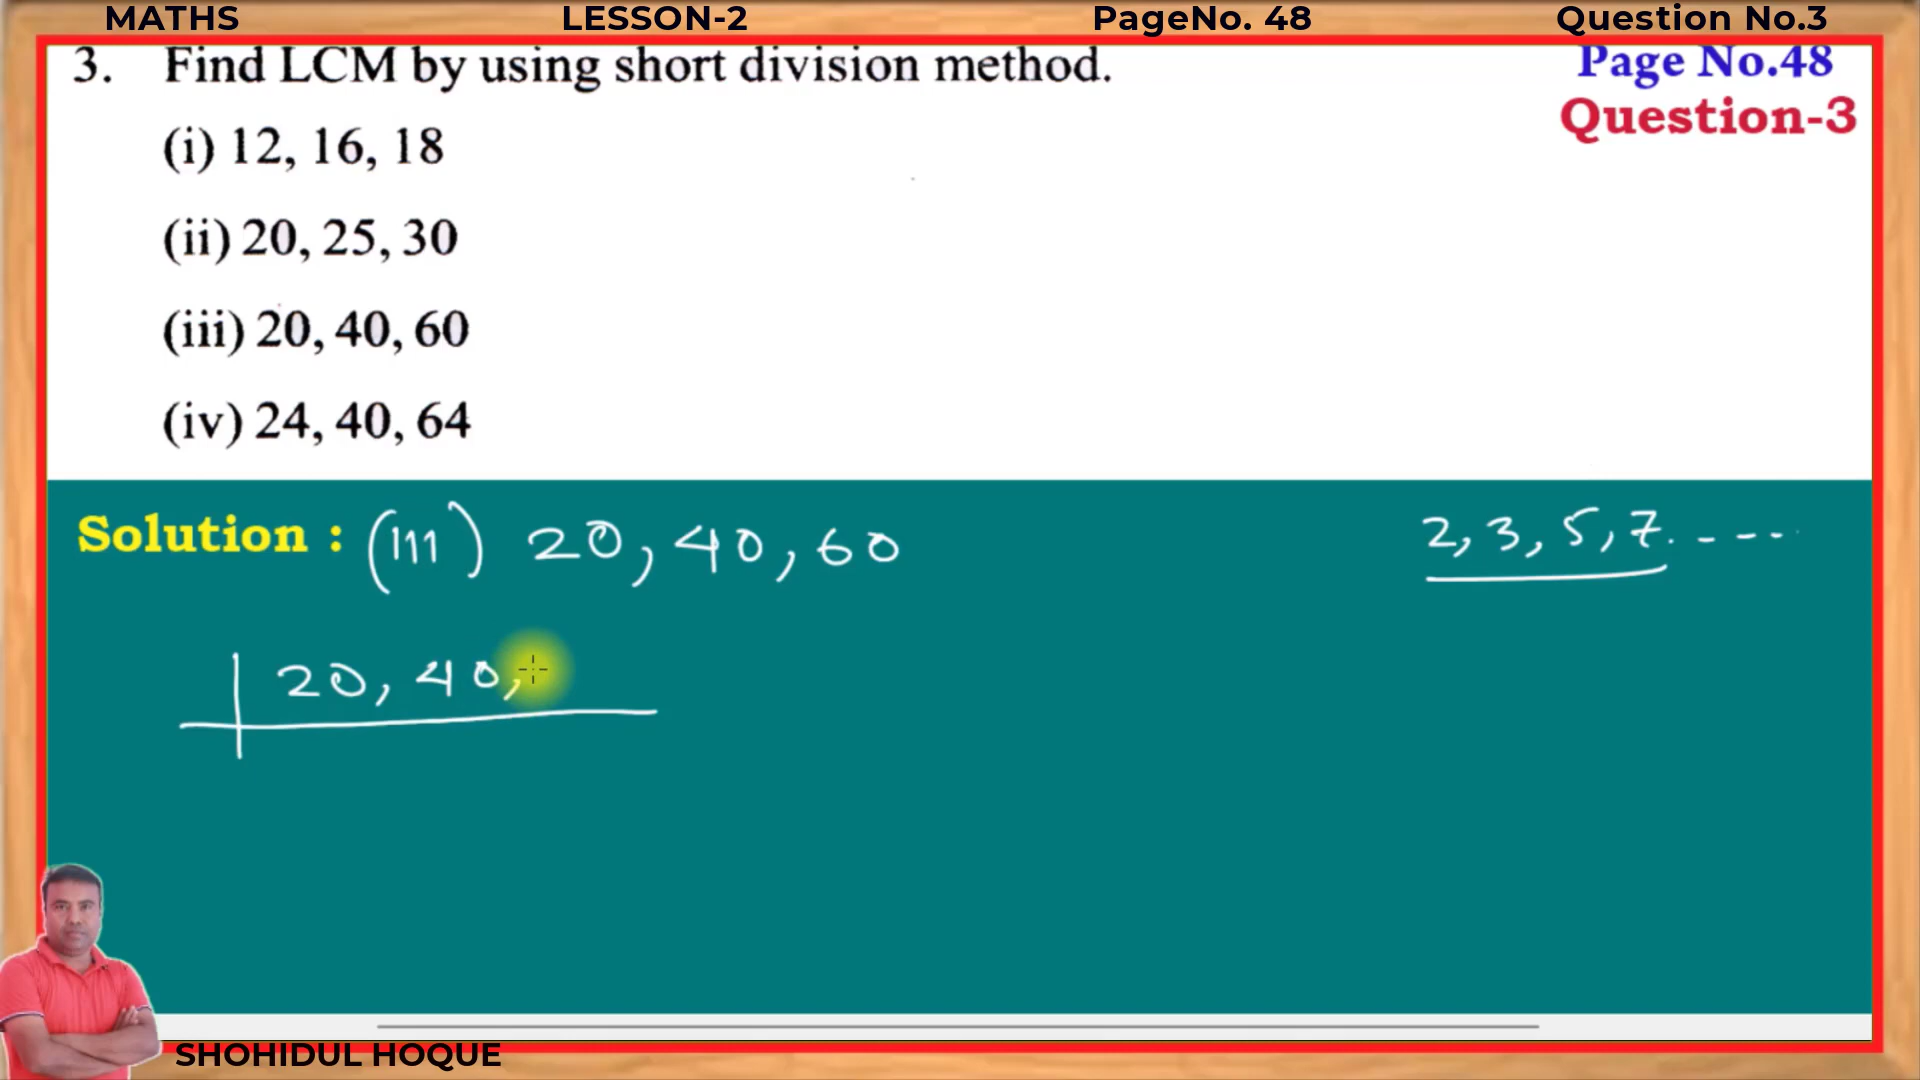 MATHS LESSON-2 PageNo. 48 Question No.3
3. Find LCM by using short division method.
Page No.48
Question-3
(i) 12, 16, 18
(ii) 20, 25, 30
(iii) 20, 40, 60
(iv) 24, 40, 64
Solution : (iii) 20, 40, 60
2, 3, 5, 7. - - - -
20, 40,
SHOHIDUL HOQUE